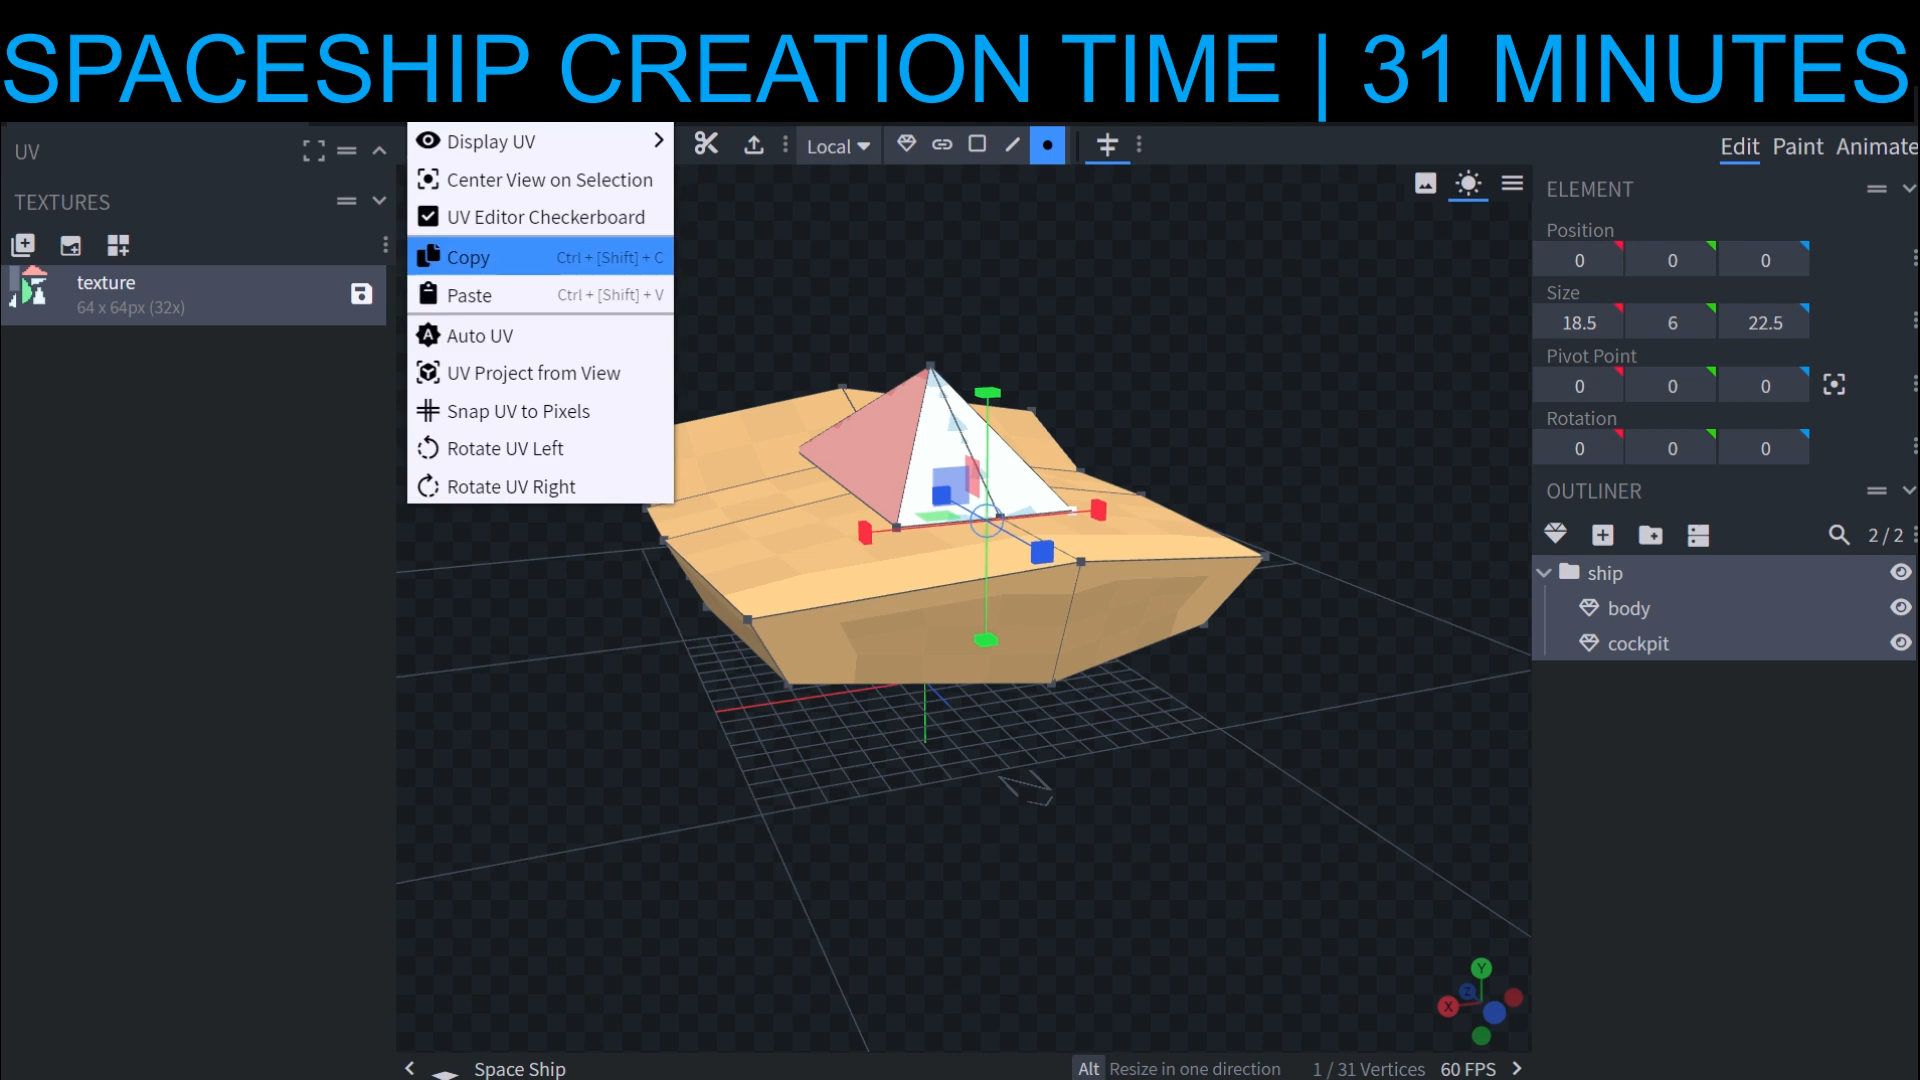 SPACESHIP CREATION TIME | 31 MINUTES
UV
TEXTURES
texture
64 x 64px (32x)
Display UV
Center View on Selection
UV Editor Checkerboard
Copy Ctrl + [Shift] + C
Paste Ctrl + [Shift] + V
Auto UV
UV Project from View
Snap UV to Pixels
Rotate UV Left
Rotate UV Right
Local
Edit Paint Animate
ELEMENT
Position
0 0 0
Size
18.5 6 22.5
Pivot Point
0 0 0
Rotation
0 0 0
OUTLINER
2 / 2
ship
body
cockpit
N
Y
Z
X
Space Ship
Alt Resize in one direction 1 / 31 Vertices 60 FPS